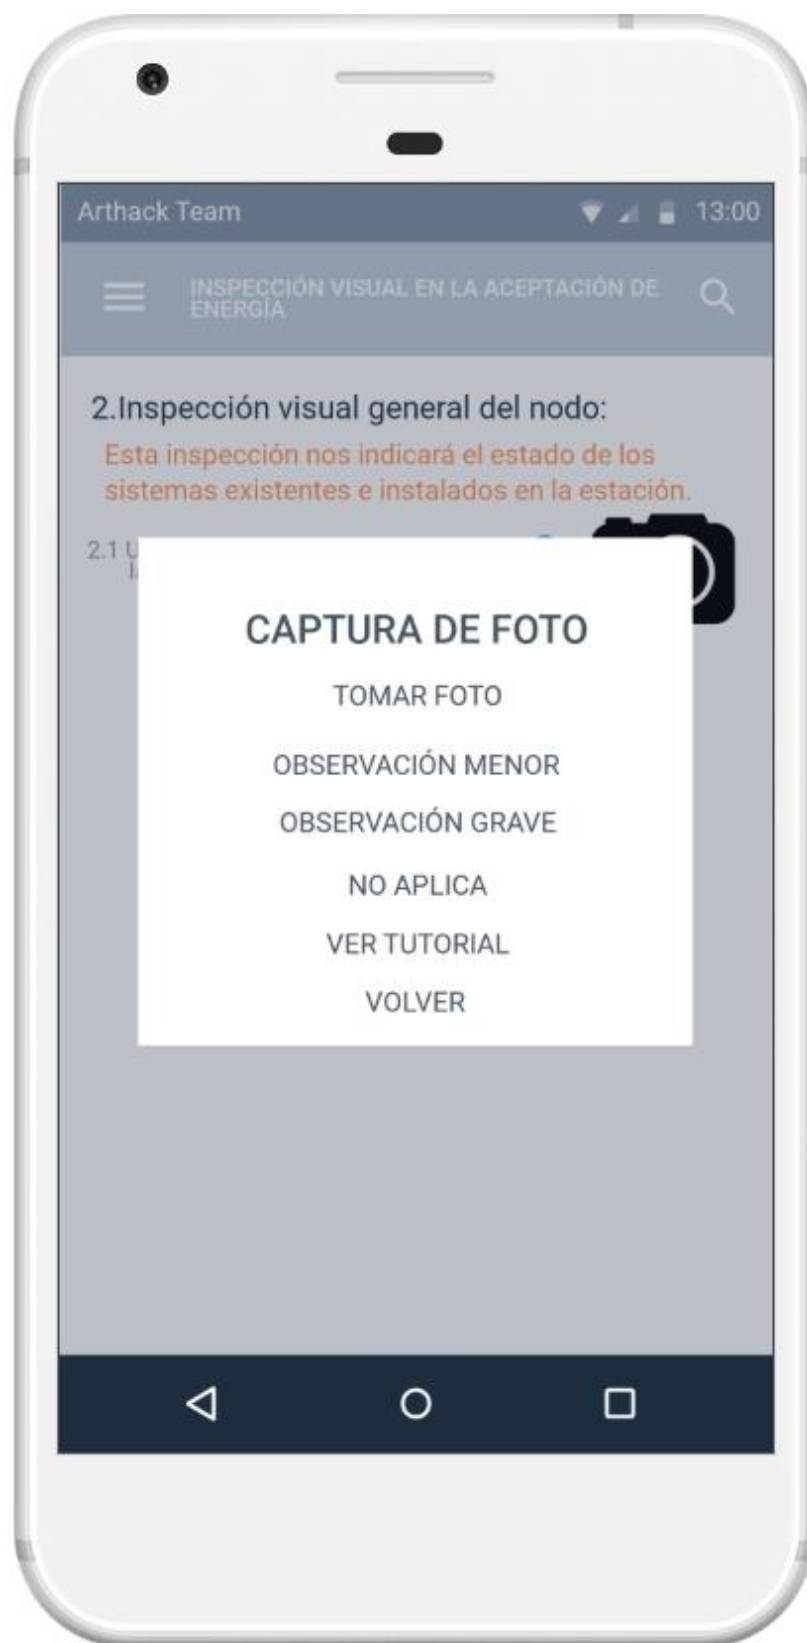 Arthack Team 13:00
INSPECCIÓN VISUAL EN LA ACEPTACIÓN DE
ENERGÍA
2.Inspección visual general del nodo:
Esta inspección nos indicará el estado de los
sistemas existentes e instalados en la estación.
2.1 U
CAPTURA DE FOTO
TOMAR FOTO
OBSERVACIÓN MENOR
OBSERVACIÓN GRAVE
NO APLICA
VER TUTORIAL
VOLVER